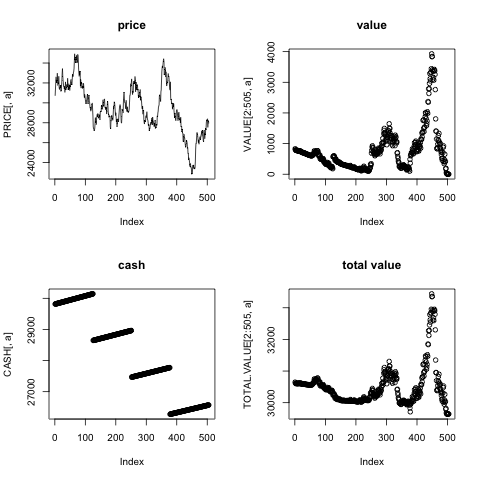 price
PRICE[, a]
24000
28000
32000
0 100 200 300 400 500
Index
value
VALUE[2:505, a]
0
1000
2000
3000
4000
0 100 200 300 400 500
Index
cash
CASH[, a]
27000
29000
0 100 200 300 400 500
Index
total value
TOTAL.VALUE[2:505, a]
30000
32000
0 100 200 300 400 500
Index